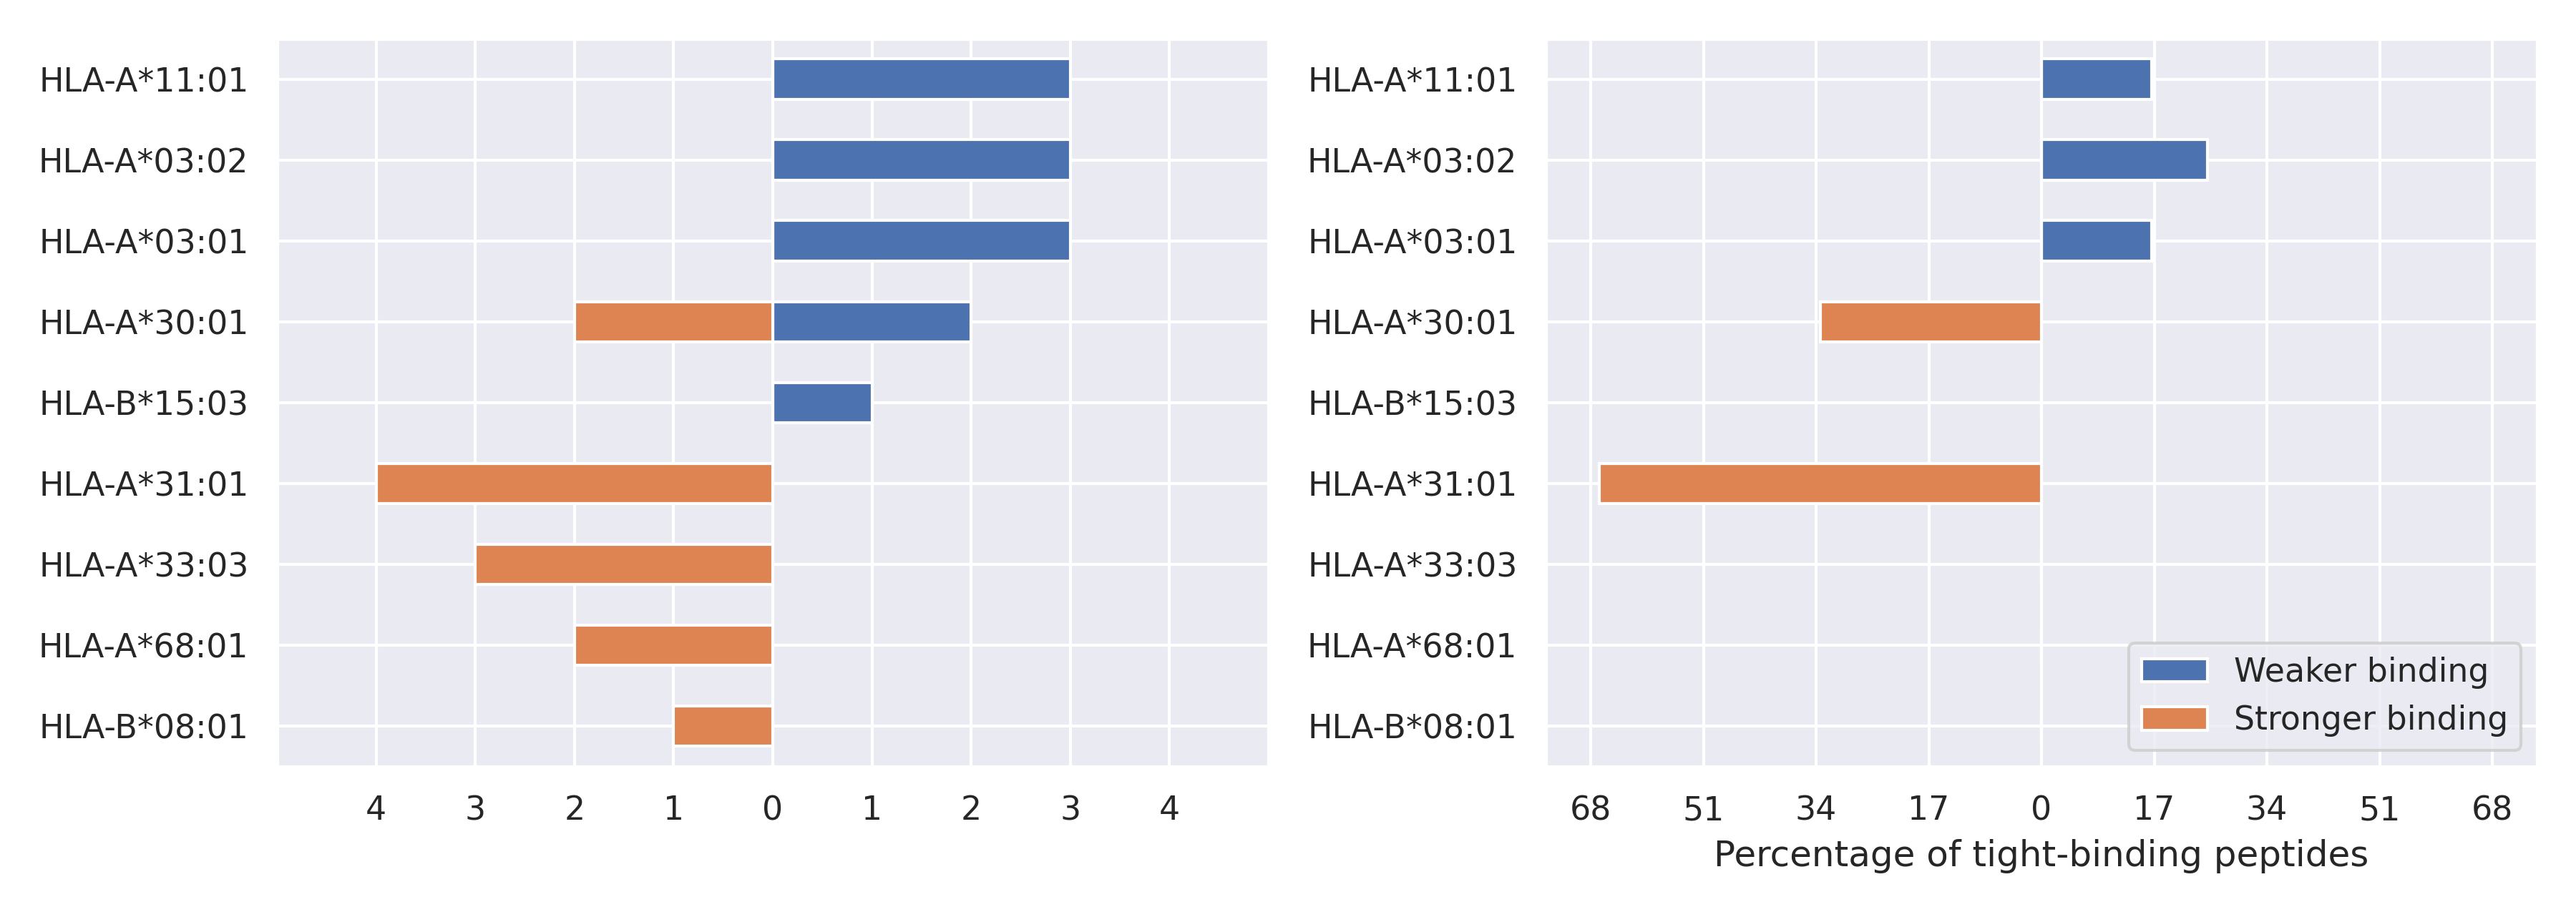 HLA-A*11:01
HLA-A*03:02
HLA-A*03:01
HLA-A*30:01
HLA-B*15:03
HLA-A*31:01
HLA-A*33:03
HLA-A*68:01
HLA-B*08:01
4 3 2 1 0 1 2 3 4
HLA-A*11:01
HLA-A*03:02
HLA-A*03:01
HLA-A*30:01
HLA-B*15:03
HLA-A*31:01
HLA-A*33:03
HLA-A*68:01
HLA-B*08:01
Weaker binding
Stronger binding
68 51 34 17 0 17 34 51 68
Percentage of tight-binding peptides